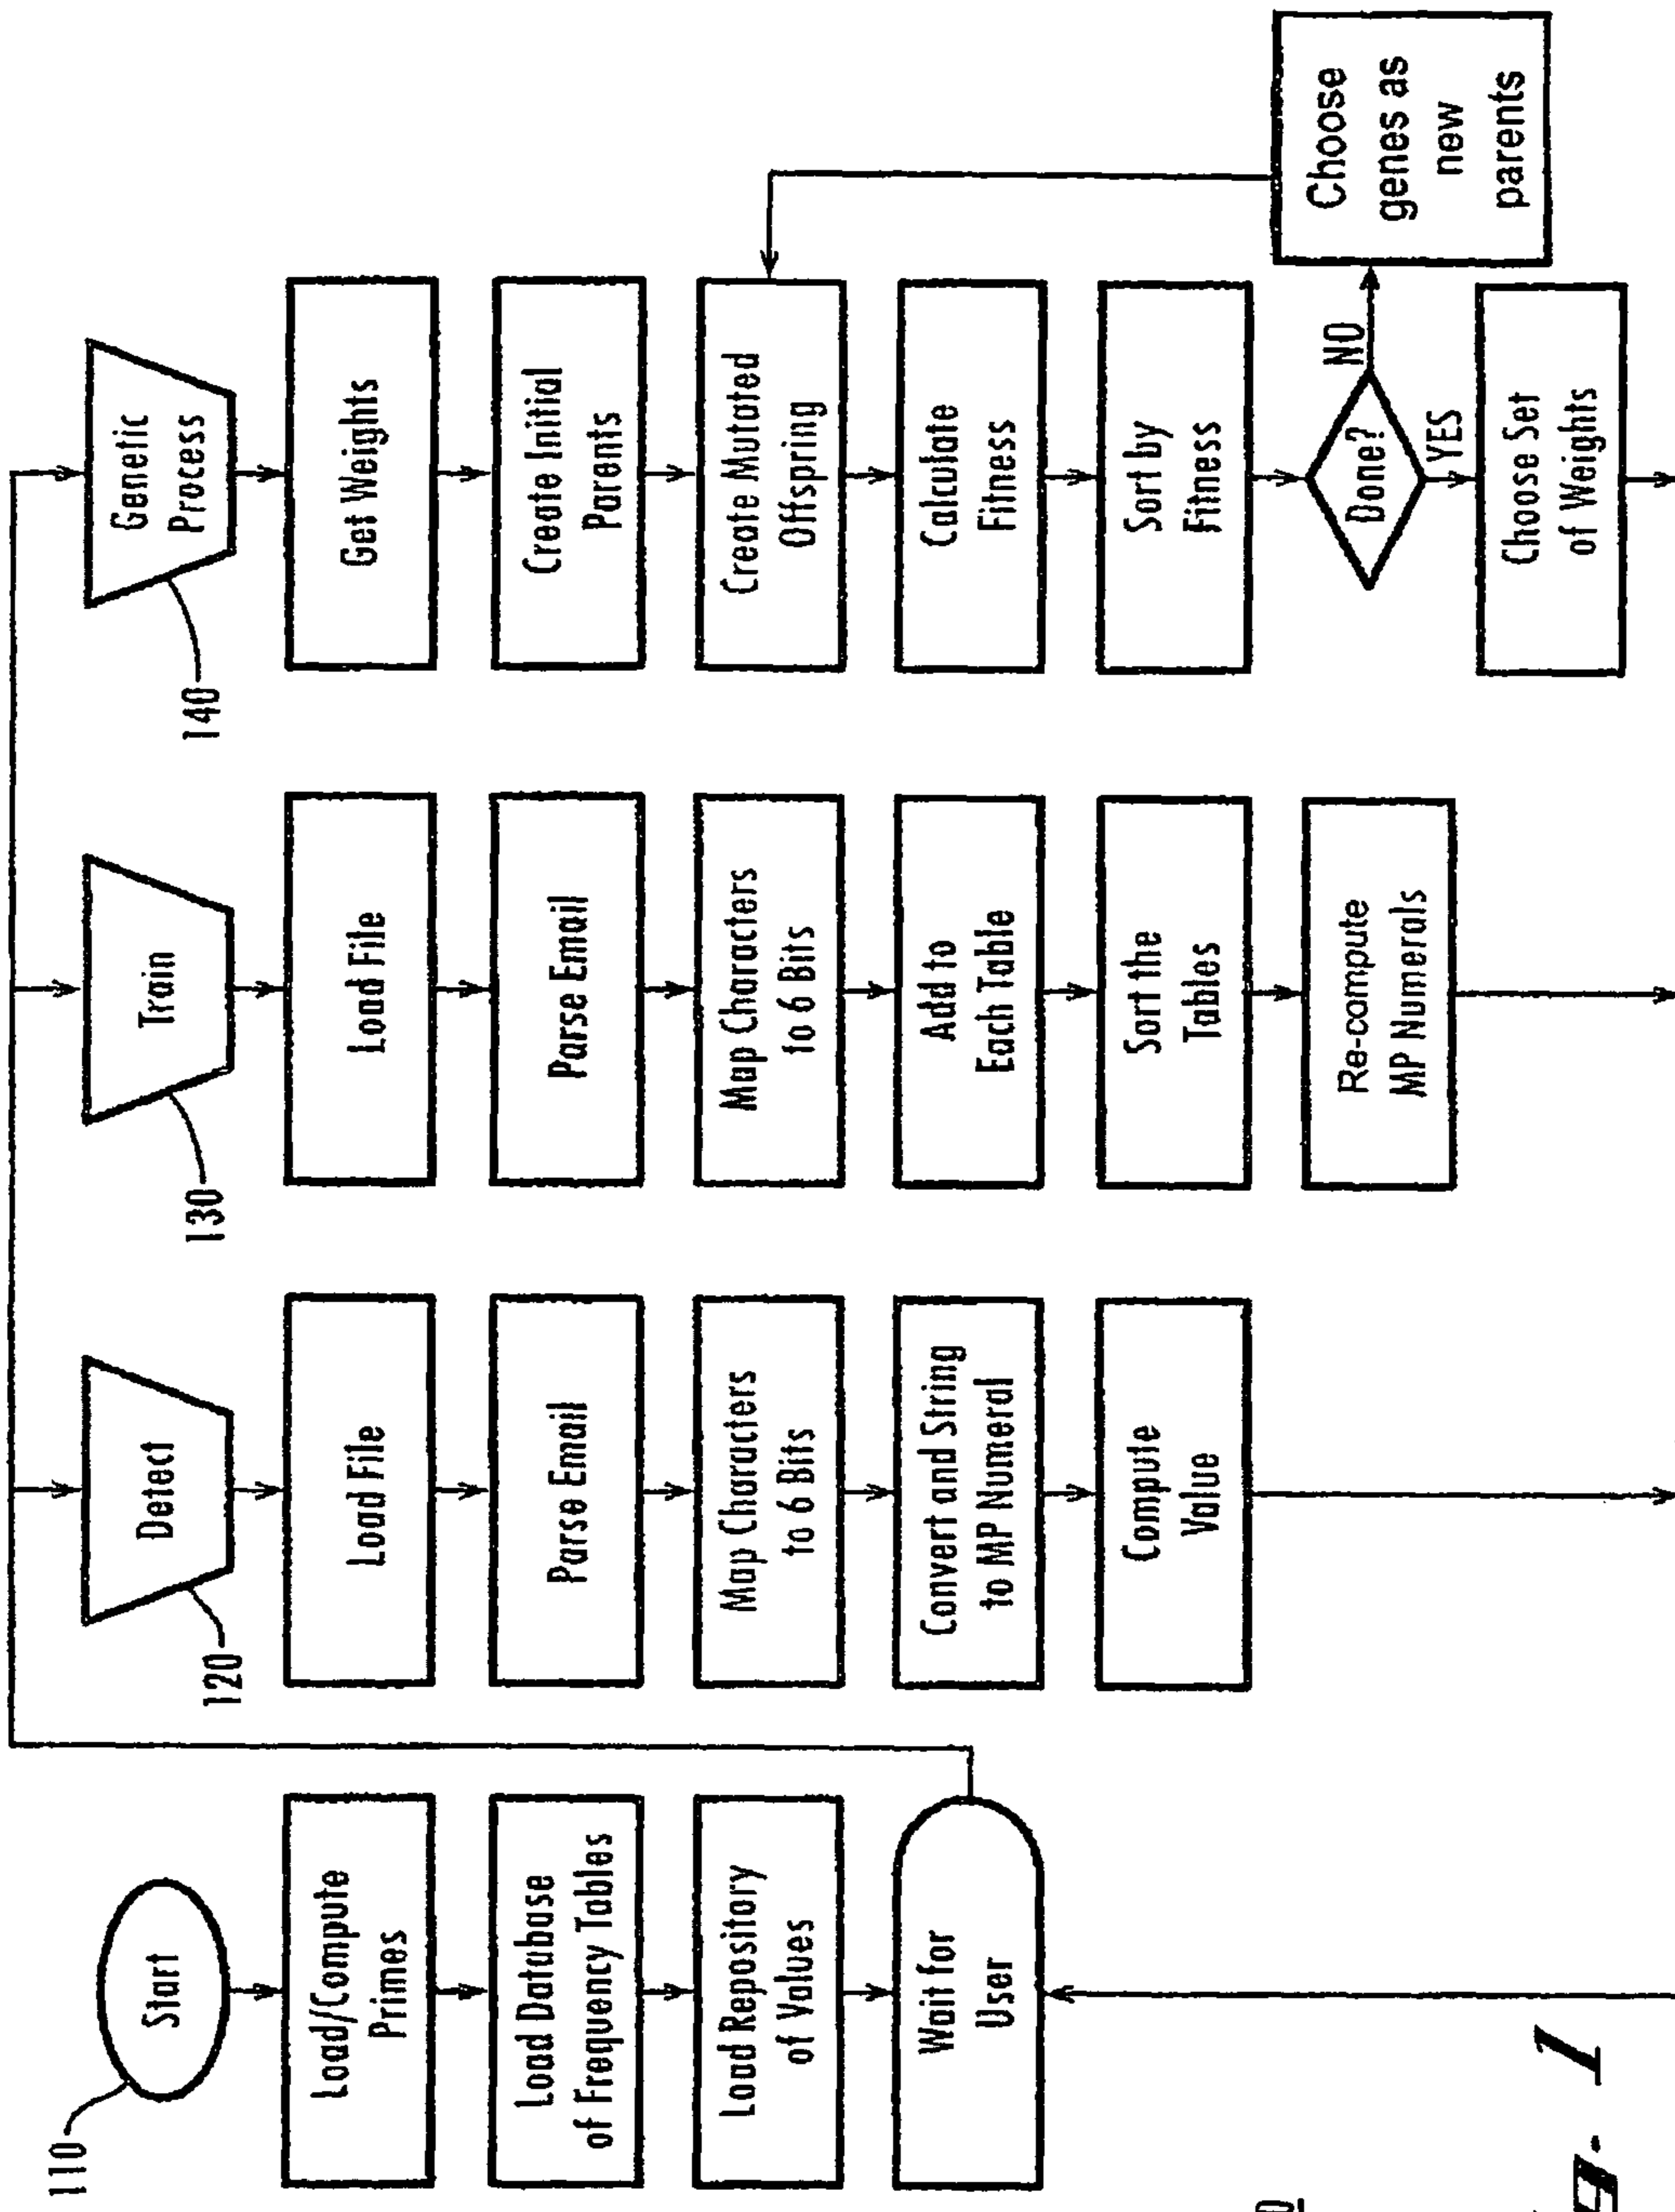 110
Start
Load/Compute
Primes
Load Database
of Frequency Tables
Load Repository
of Values
Wait for
User
120
Detect
Load File
Parse Email
Map Characters
to 6 Bits
Convert and String
to MP Numeral
Compute
Value
130
Train
Load File
Parse Email
Map Characters
to 6 Bits
Add to
Each Table
Sort the
Tables
Re-compute
MP Numerals
140
Genetic
Process
Get Weights
Create Initial
Parents
Create Mutated
Offspring
Calculate
Fitness
Sort by
Fitness
Done?
NO
YES
Choose
genes as
new
parents
Choose Set
of Weights
1